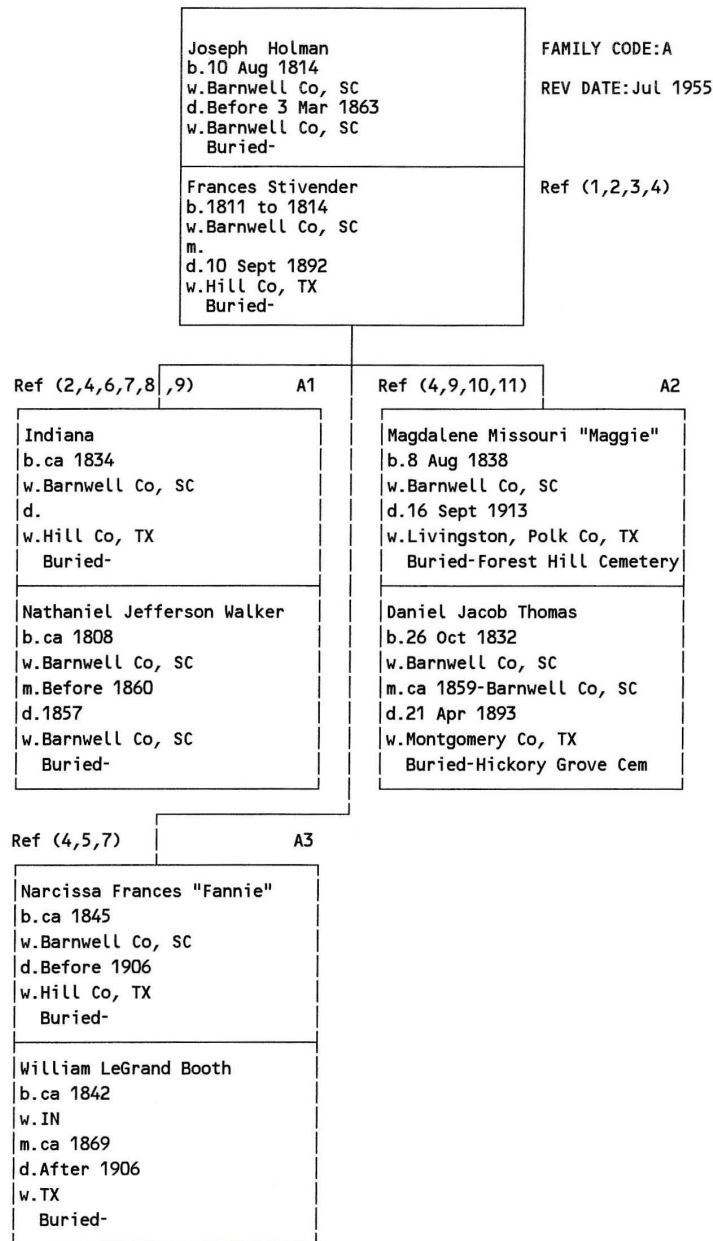 Joseph  Holman
b.10 Aug 1814
w.Barnwell Co, SC
d.Before 3 Mar 1863
w.Barnwell Co, SC
Buried-
FAMILY CODE:A
REV DATE:Jul 1955
Frances Stivender
b.1811 to 1814
w.Barnwell Co, SC
m.
d.10 Sept 1892
w.Hill Co, TX
Buried-
Ref (1,2,3,4)
Ref (2,4,6,7,8 ,9) A1
Indiana
b.ca 1834
w.Barnwell Co, SC
d.
w.Hill Co, TX
Buried-
Nathaniel Jefferson Walker
b.ca 1808
w.Barnwell Co, SC
m.Before 1860
d.1857
w.Barnwell Co, SC
Buried-
Ref (4,9,10,11) A2
Magdalene Missouri "Maggie"
b.8 Aug 1838
w.Barnwell Co, SC
d.16 Sept 1913
w.Livingston, Polk Co, TX
Buried-Forest Hill Cemetery
Daniel Jacob Thomas
b.26 Oct 1832
w.Barnwell Co, SC
m.ca 1859-Barnwell Co, SC
d.21 Apr 1893
w.Montgomery Co, TX
Buried-Hickory Grove Cem
Ref (4,5,7) A3
Narcissa Frances "Fannie"
b.ca 1845
w.Barnwell Co, SC
d.Before 1906
w.Hill Co, TX
Buried-
William LeGrand Booth
b.ca 1842
w.IN
m.ca 1869
d.After 1906
w.TX
Buried-